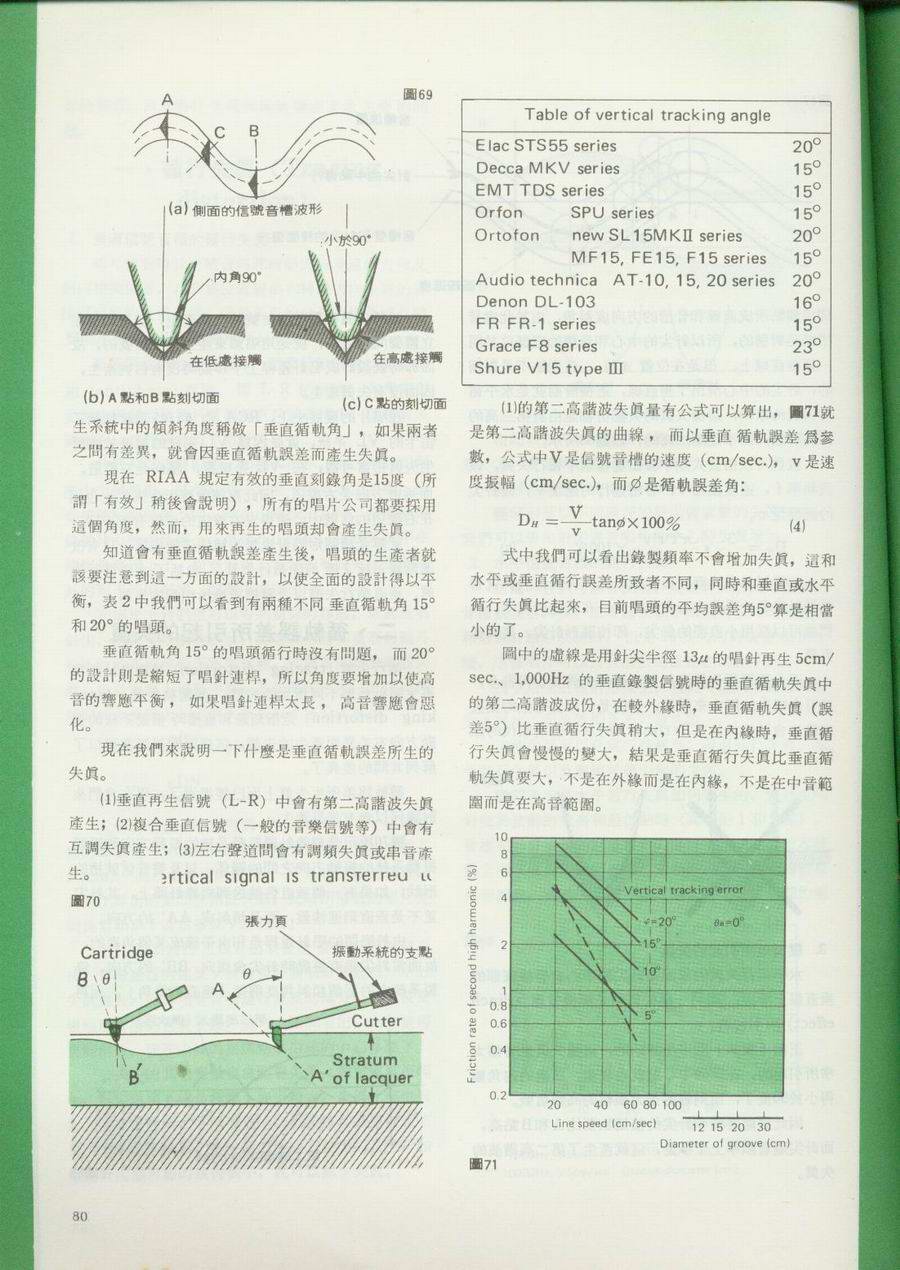 圖69
A
C B
(a) 側面的信號音槽波形
內角90°
小於90°
在低處接觸
在高處接觸
(b) A點和B點刻切面
(c) C點的刻切面
生系統中的傾斜角度稱做「垂直循軌角」，如果兩者
之間有差異，就會因垂直循軌誤差而產生失眞。
現在 RIAA 規定有效的垂直刻錄角是15度（所
謂「有效」稍後會說明），所有的唱片公司都要採用
這個角度，然而，用來再生的唱頭却會產生失眞。
知道會有垂直循軌誤差產生後，唱頭的生產者就
該要注意到這一方面的設計，以使全面的設計得以平
衡，表2中我們可以看到有兩種不同垂直循軌角 15°
和 20° 的唱頭。
垂直循軌角 15° 的唱頭循行時沒有問題， 而 20°
的設計則是縮短了唱針連桿，所以角度要增加以使高
音的響應平衡， 如果唱針連桿太長， 高音響應會惡
化。
現在我們來說明一下什麼是垂直循軌誤差所生的
失眞。
(1)垂直再生信號（L-R）中會有第二高諧波失眞
產生；(2)複合垂直信號（一般的音樂信號等）中會有
互調失眞產生；(3)左右聲道間會有調頻失眞或串音產
生。
ertical signal is transferred
圖70
張力頁
Cartridge
振動系統的支點
B θ
A θ
Cutter
Stratum
of lacquer
B′
A′
80
Table of vertical tracking angle
Elac STS55 series 20°
Decca MKV series 15°
EMT TDS series 15°
Orfon SPU series 15°
Ortofon new SL15MKII series 20°
MF15, FE15, F15 series 15°
Audio technica AT-10, 15, 20 series 20°
Denon DL-103 16°
FR FR-1 series 15°
Grace F8 series 23°
Shure V15 type III 15°
(1)的第二高諧波失眞量有公式可以算出，圖71就
是第二高諧波失眞的曲線， 而以垂直循軌誤差爲參
數，公式中V是信號音槽的速度（cm/sec.），v是速
度振幅（cm/sec.），而ø是循軌誤差角：
D_H = V/v tanø×100% (4)
式中我們可以看出錄製頻率不會增加失眞，這和
水平或垂直循行誤差所致者不同，同時和垂直或水平
循行失眞比起來，目前唱頭的平均誤差角5°算是相當
小的了。
圖中的虛線是用針尖半徑 13μ 的唱針再生 5cm/
sec.、1,000Hz 的垂直錄製信號時的垂直循軌失眞中
的第二高諧波成份，在較外緣時，垂直循軌失眞（誤
差5°）比垂直循行失眞稍大，但是在內緣時，垂直循
行失眞會慢慢的變大，結果是垂直循行失眞比垂直循
軌失眞要大，不是在外緣而是在內緣，不是在中音範
圍而是在高音範圍。
Friction rate of second high harmonic (%)
10
8
6
4
2
1
0.8
0.6
0.4
0.2
Vertical tracking error
=20° =0°
15°
10°
5°
20 40 60 80 100
Line speed (cm/sec)
12 15 20 30
Diameter of groove (cm)
圖71